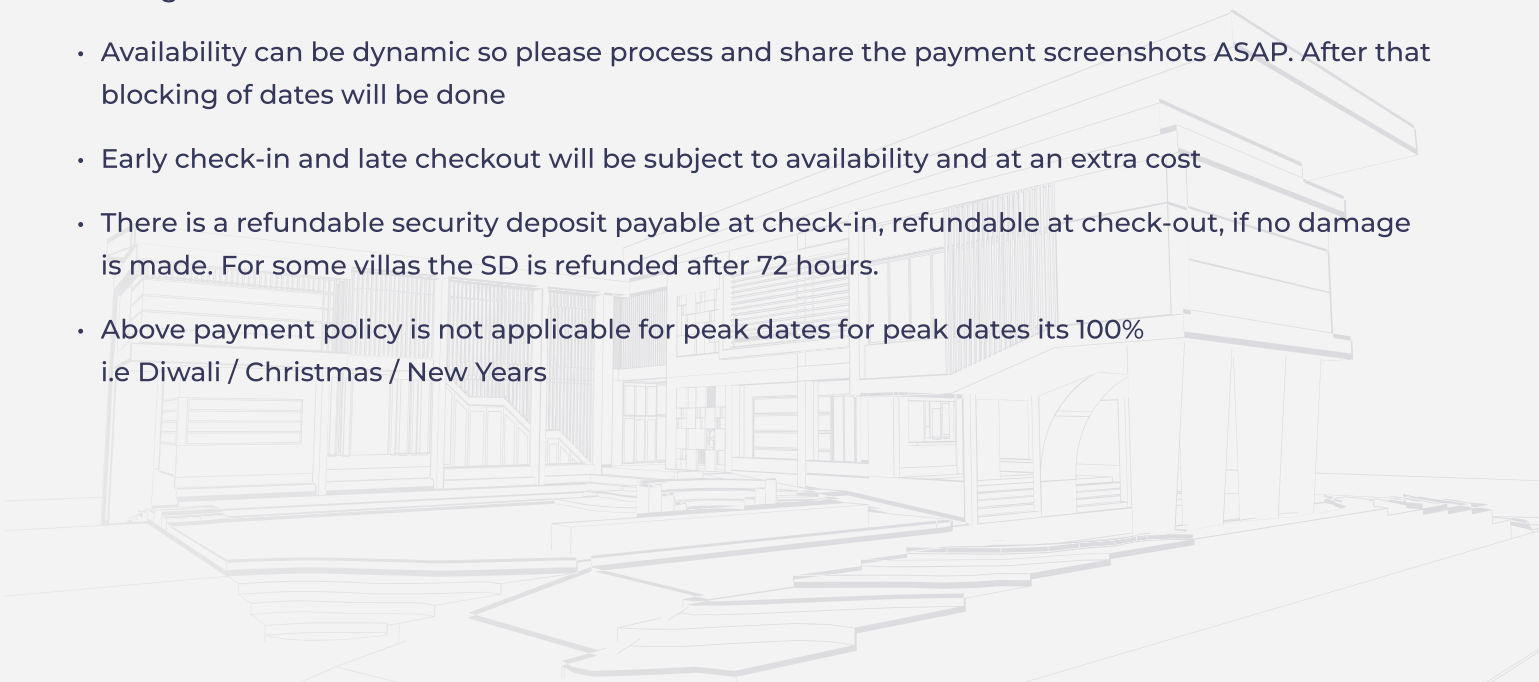 • Availability can be dynamic so please process and share the payment screenshots ASAP. After that
blocking of dates will be done
• Early check-in and late checkout will be subject to availability and at an extra cost
• There is a refundable security deposit payable at check-in, refundable at check-out, if no damage
is made. For some villas the SD is refunded after 72 hours.
• Above payment policy is not applicable for peak dates for peak dates its 100%
i.e Diwali / Christmas / New Years